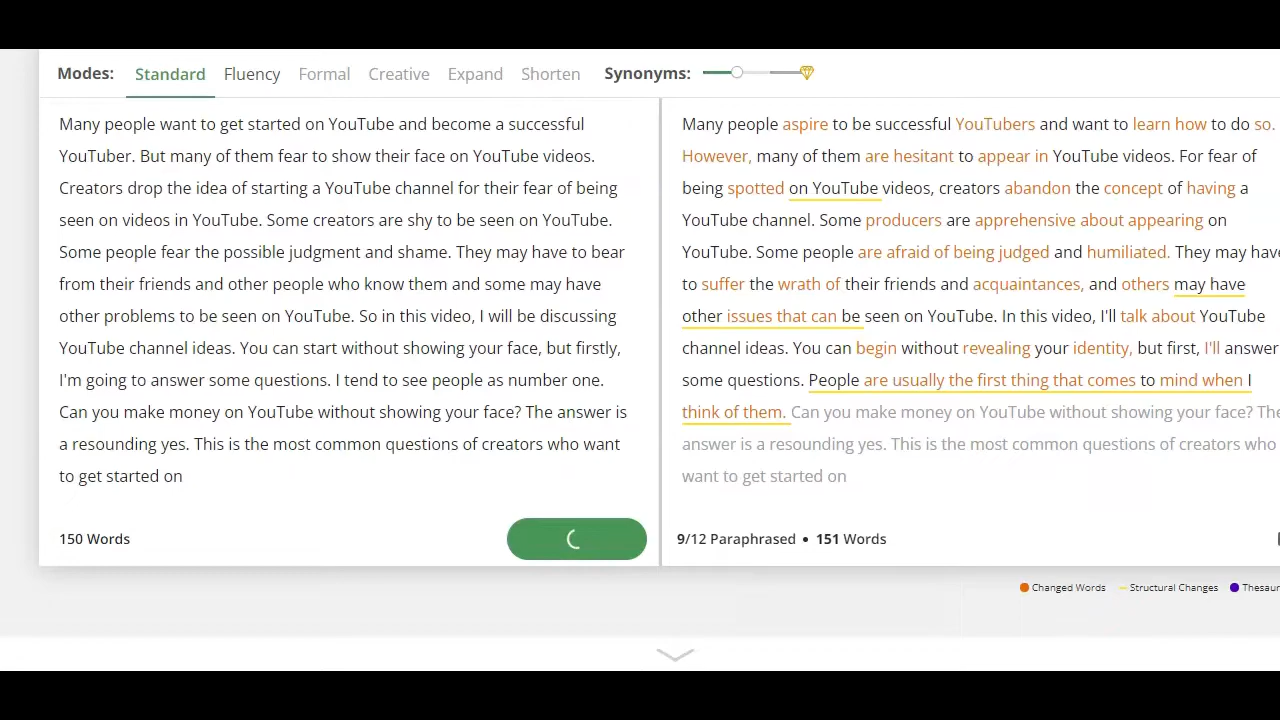 Modes: Standard Fluency Formal Creative Expand Shorten Synonyms:
Many people want to get started on YouTube and become a successful
YouTuber. But many of them fear to show their face on YouTube videos.
Creators drop the idea of starting a YouTube channel for their fear of being
seen on videos in YouTube. Some creators are shy to be seen on YouTube.
Some people fear the possible judgment and shame. They may have to bear
from their friends and other people who know them and some may have
other problems to be seen on YouTube. So in this video, I will be discussing
YouTube channel ideas. You can start without showing your face, but firstly,
I'm going to answer some questions. I tend to see people as number one.
Can you make money on YouTube without showing your face? The answer is
a resounding yes. This is the most common questions of creators who want
to get started on
150 Words
Many people aspire to be successful YouTubers and want to learn how to do so.
However, many of them are hesitant to appear in YouTube videos. For fear of
being spotted on YouTube videos, creators abandon the concept of having a
YouTube channel. Some producers are apprehensive about appearing on
YouTube. Some people are afraid of being judged and humiliated. They may have
to suffer the wrath of their friends and acquaintances, and others may have
other issues that can be seen on YouTube. In this video, I'll talk about YouTube
channel ideas. You can begin without revealing your identity, but first, I'll answer
some questions. People are usually the first thing that comes to mind when I
think of them. Can you make money on YouTube without showing your face? The
answer is a resounding yes. This is the most common questions of creators who
want to get started on
9/12 Paraphrased • 151 Words
Changed Words Structural Changes Thesau